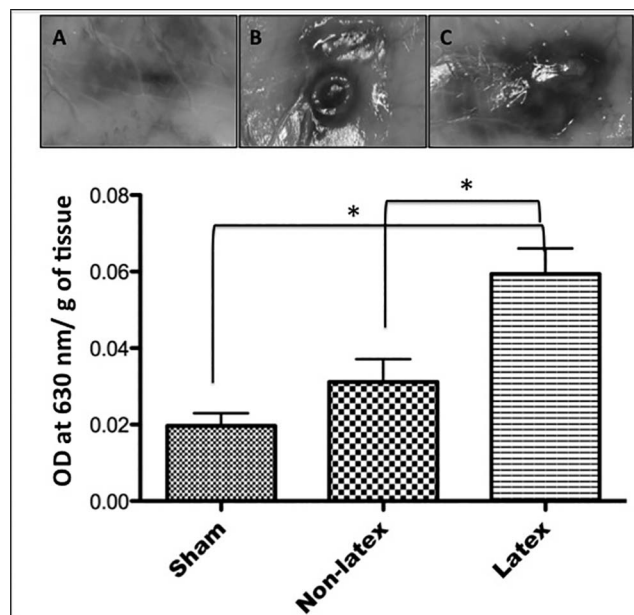 A B C
OD at 630 nm/ g of tissue
0.08
0.06
0.04
0.02
0.00
*
*
Sham
Non-latex
Latex